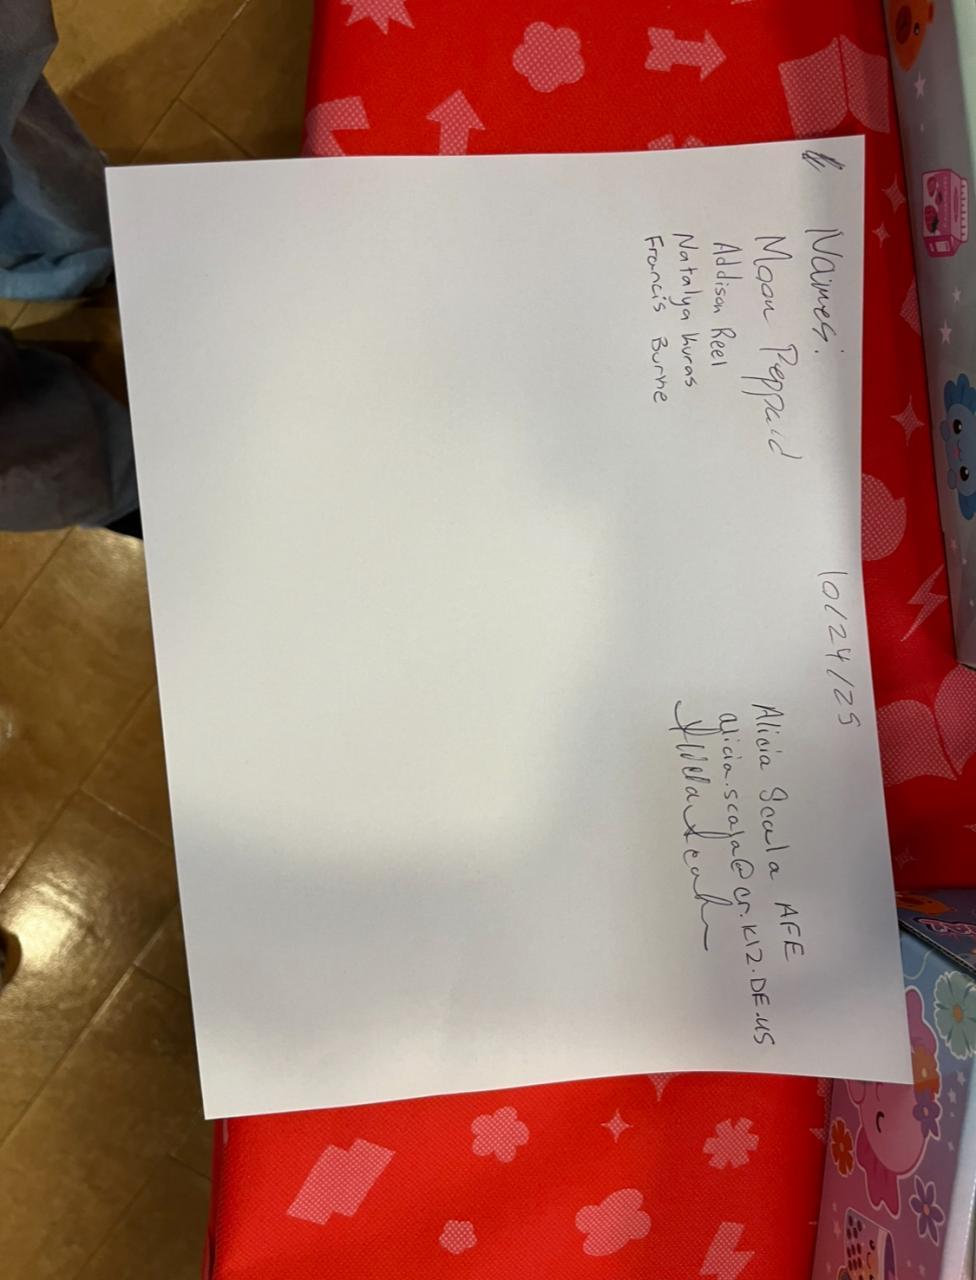 Names:
Moon Peppaid
Addison Reel
Natalya Kuras
Francis Burke
10/24/25
Alicia Scala AFE
alicia.scala@cr.k12.DE.US